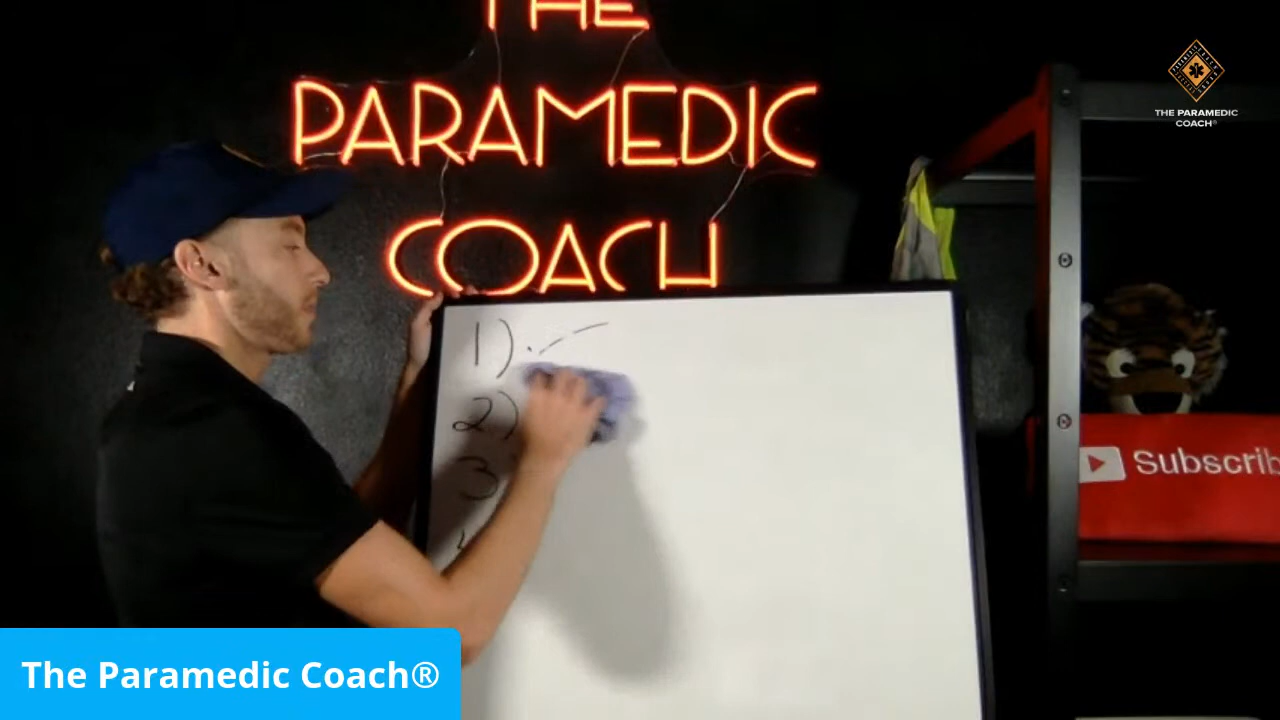 THE
PARAMEDIC
COACH
THE PARAMEDIC
COACH®
1)
2)
3
Subscrib
The Paramedic Coach®